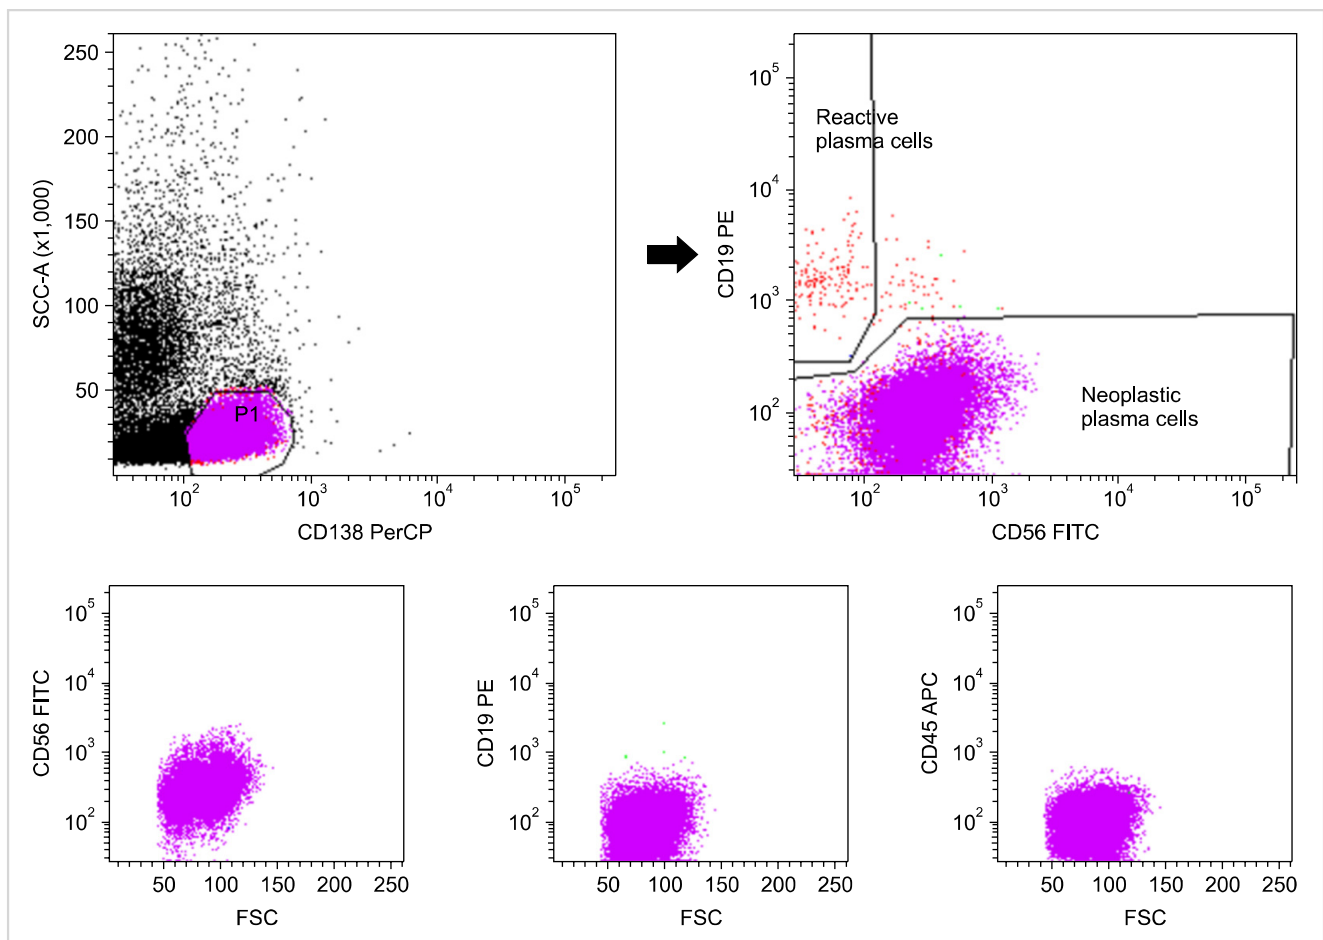 250
200
150
100
50
SCC-A (x1,000)
P1
10²
10³
10⁴
10⁵
CD138 PerCP
10⁵
10⁴
10³
10²
CD19 PE
Reactive
plasma cells
Neoplastic
plasma cells
10²
10³
10⁴
10⁵
CD56 FITC
10⁵
10⁴
10³
10²
CD56 FITC
50
100
150
200
250
FSC
10⁵
10⁴
10³
10²
CD19 PE
50
100
150
200
250
FSC
10⁵
10⁴
10³
10²
CD45 APC
50
100
150
200
250
FSC